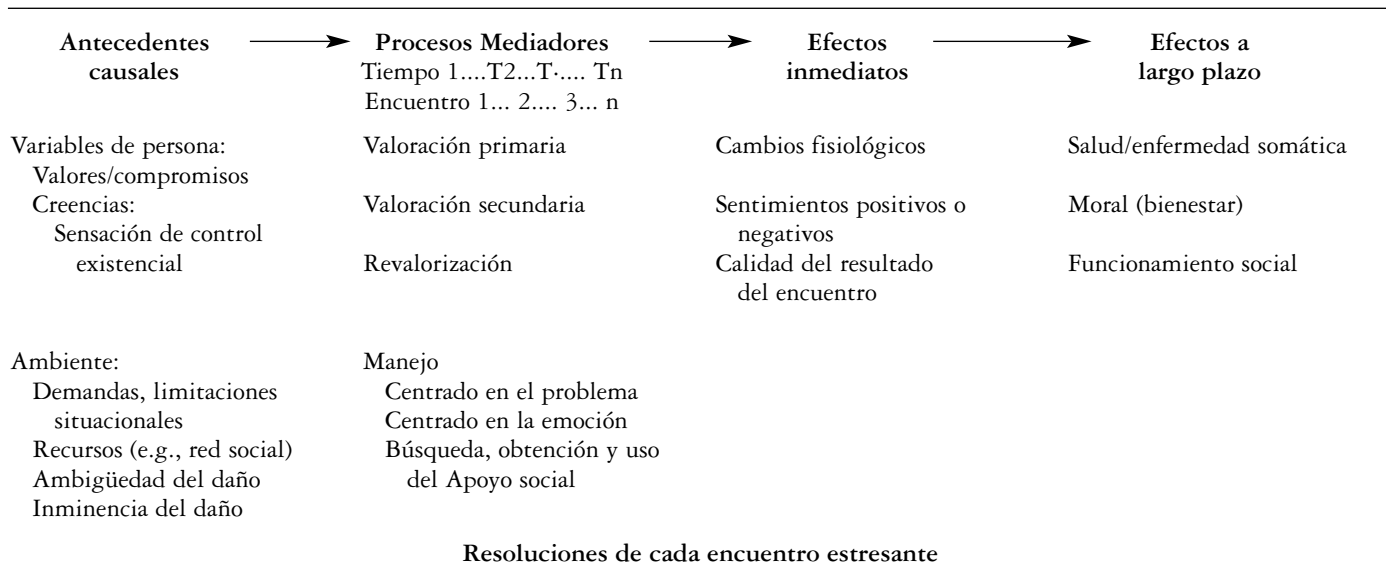 Antecedentes causales
Procesos Mediadores
Tiempo 1....T2...T·.... Tn
Encuentro 1... 2.... 3... n
Efectos inmediatos
Efectos a largo plazo
Variables de persona:
Valores/compromisos
Creencias:
Sensación de control
existencial
Valoración primaria
Valoración secundaria
Revalorización
Cambios fisiológicos
Sentimientos positivos o
negativos
Calidad del resultado
del encuentro
Salud/enfermedad somática
Moral (bienestar)
Funcionamiento social
Ambiente:
Demandas, limitaciones
situacionales
Recursos (e.g., red social)
Ambigüedad del daño
Inminencia del daño
Manejo
Centrado en el problema
Centrado en la emoción
Búsqueda, obtención y uso
del Apoyo social
Resoluciones de cada encuentro estresante